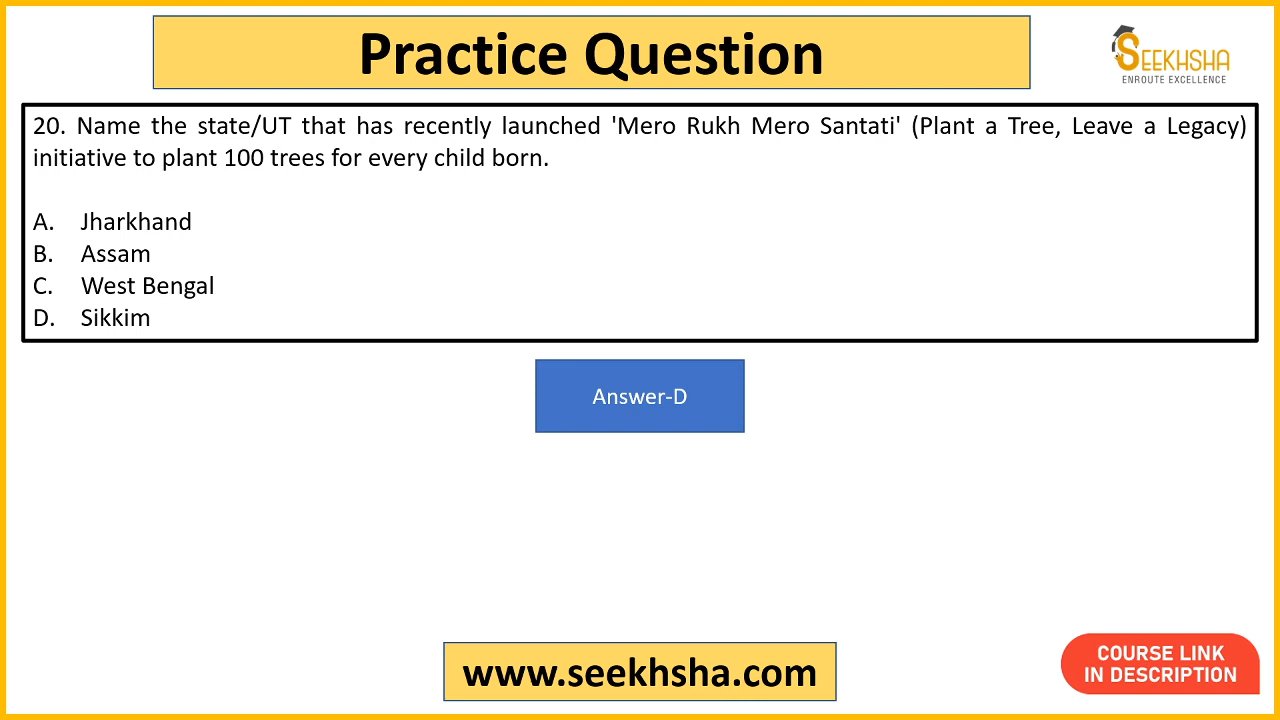 Practice Question
SEEKHSHA
ENROUTE EXCELLENCE
20. Name the state/UT that has recently launched 'Mero Rukh Mero Santati' (Plant a Tree, Leave a Legacy)
initiative to plant 100 trees for every child born.
A. Jharkhand
B. Assam
C. West Bengal
D. Sikkim
Answer-D
www.seekhsha.com
COURSE LINK
IN DESCRIPTION